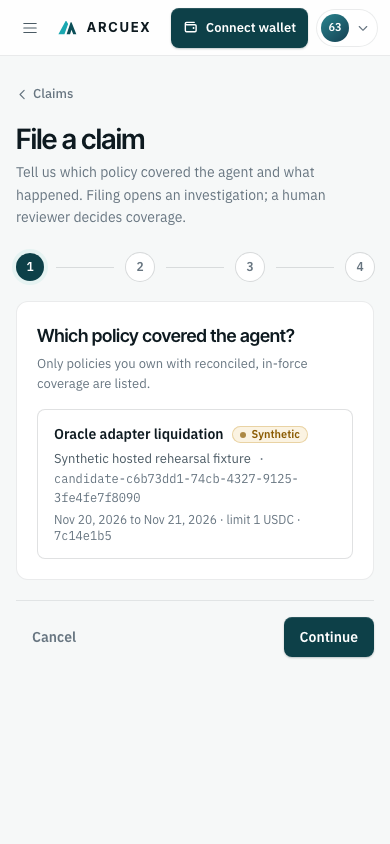 ARCUEX
Connect wallet
63
Claims
File a claim
Tell us which policy covered the agent and what
happened. Filing opens an investigation; a human
reviewer decides coverage.
1
2
3
4
Which policy covered the agent?
Only policies you own with reconciled, in-force
coverage are listed.
Oracle adapter liquidation
Synthetic
Synthetic hosted rehearsal fixture ·
candidate-c6b73dd1-74cb-4327-9125-
3fe4fe7f8090
Nov 20, 2026 to Nov 21, 2026 · limit 1 USDC ·
7c14e1b5
Cancel
Continue